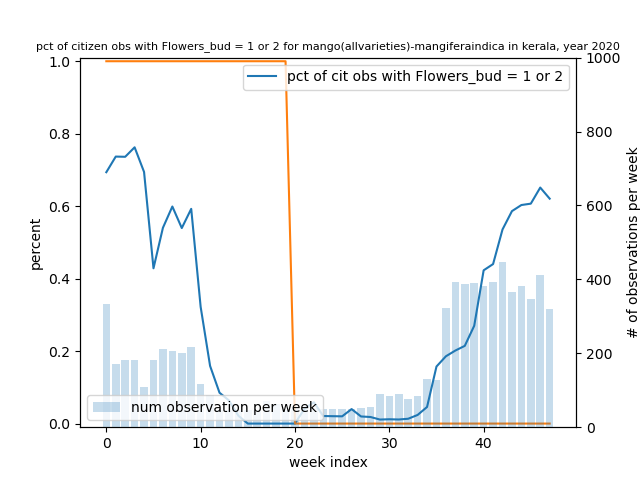 pct of citizen obs with Flowers_bud = 1 or 2 for mango(allvarieties)-mangiferaindica in kerala, year 2020
pct of cit obs with Flowers_bud = 1 or 2
1.0
0.8
0.6
0.4
0.2
0.0
percent
1000
800
600
400
200
0
# of observations per week
num observation per week
0 10 20 30 40
week index